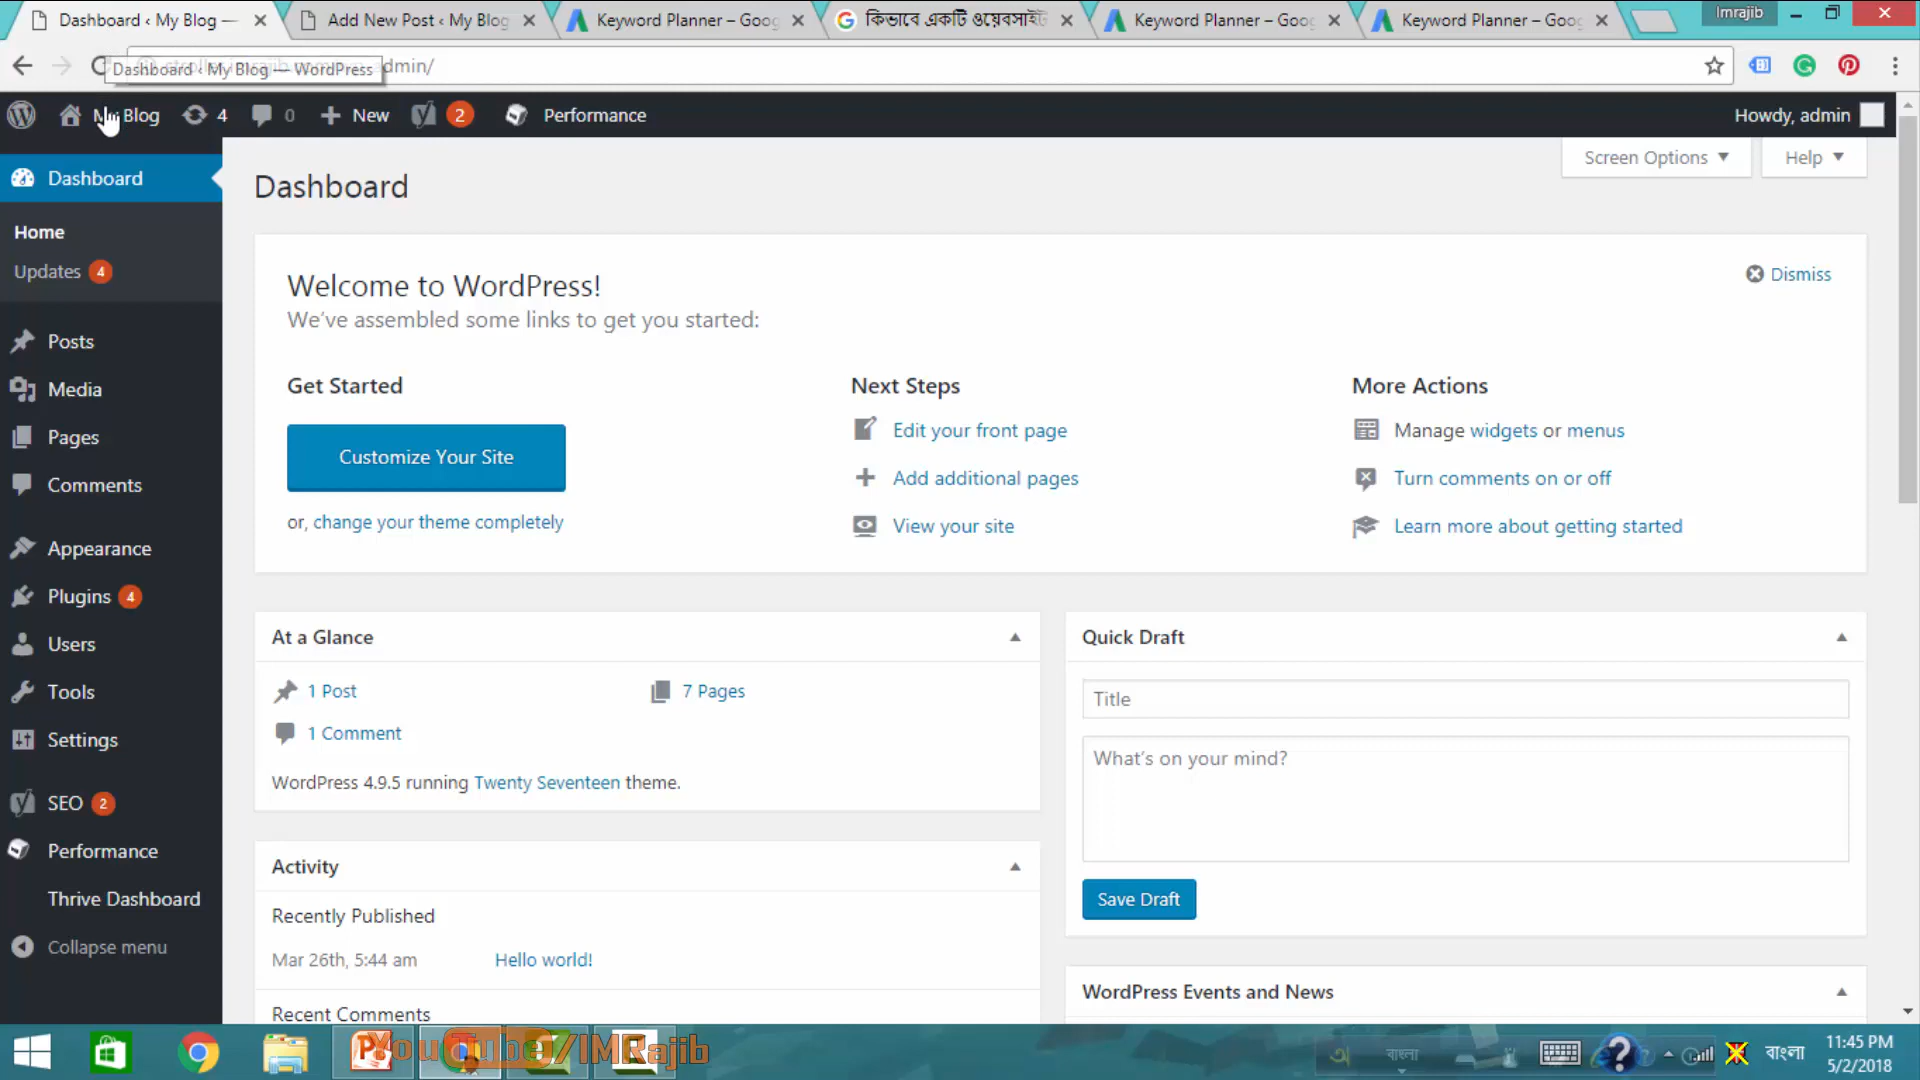 Dashboard ‹ My Blog —
Add New Post ‹ My Blog
Keyword Planner – Goog
কিভাবে একটি ওয়েবসাইট
Keyword Planner – Goog
Keyword Planner – Goog
Imrajib
Dashboard ‹ My Blog — WordPress
admin/
My Blog
4
0
New
2
Performance
Howdy, admin
Dashboard
Home
Updates 4
Posts
Media
Pages
Comments
Appearance
Plugins 4
Users
Tools
Settings
SEO 2
Performance
Thrive Dashboard
Collapse menu
Screen Options
Help
Dashboard
Welcome to WordPress!
We've assembled some links to get you started:
Dismiss
Get Started
Customize Your Site
or, change your theme completely
Next Steps
Edit your front page
Add additional pages
View your site
More Actions
Manage widgets or menus
Turn comments on or off
Learn more about getting started
At a Glance
1 Post
7 Pages
1 Comment
WordPress 4.9.5 running Twenty Seventeen theme.
Activity
Recently Published
Mar 26th, 5:44 am
Hello world!
Recent Comments
Quick Draft
Title
What's on your mind?
Save Draft
WordPress Events and News
YouTube/IMRajib
বাংলা
বাংলা
11:45 PM
5/2/2018